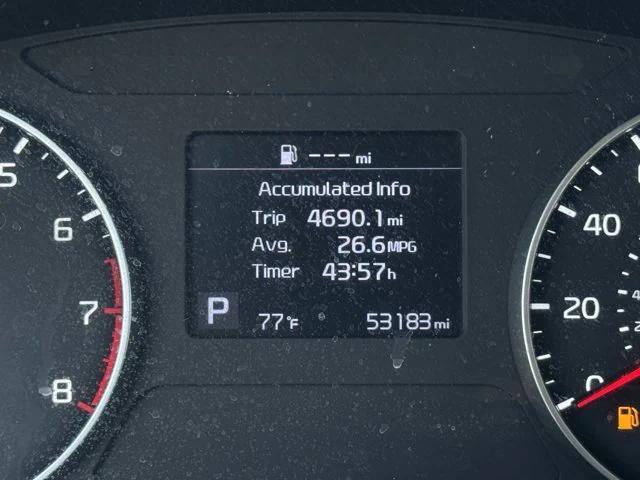 --- mi
Accumulated Info
Trip 4690.1 mi
Avg. 26.6 MPG
Timer 43:57 h
P 77°F 53183 mi
5
6
7
8
40
20
0